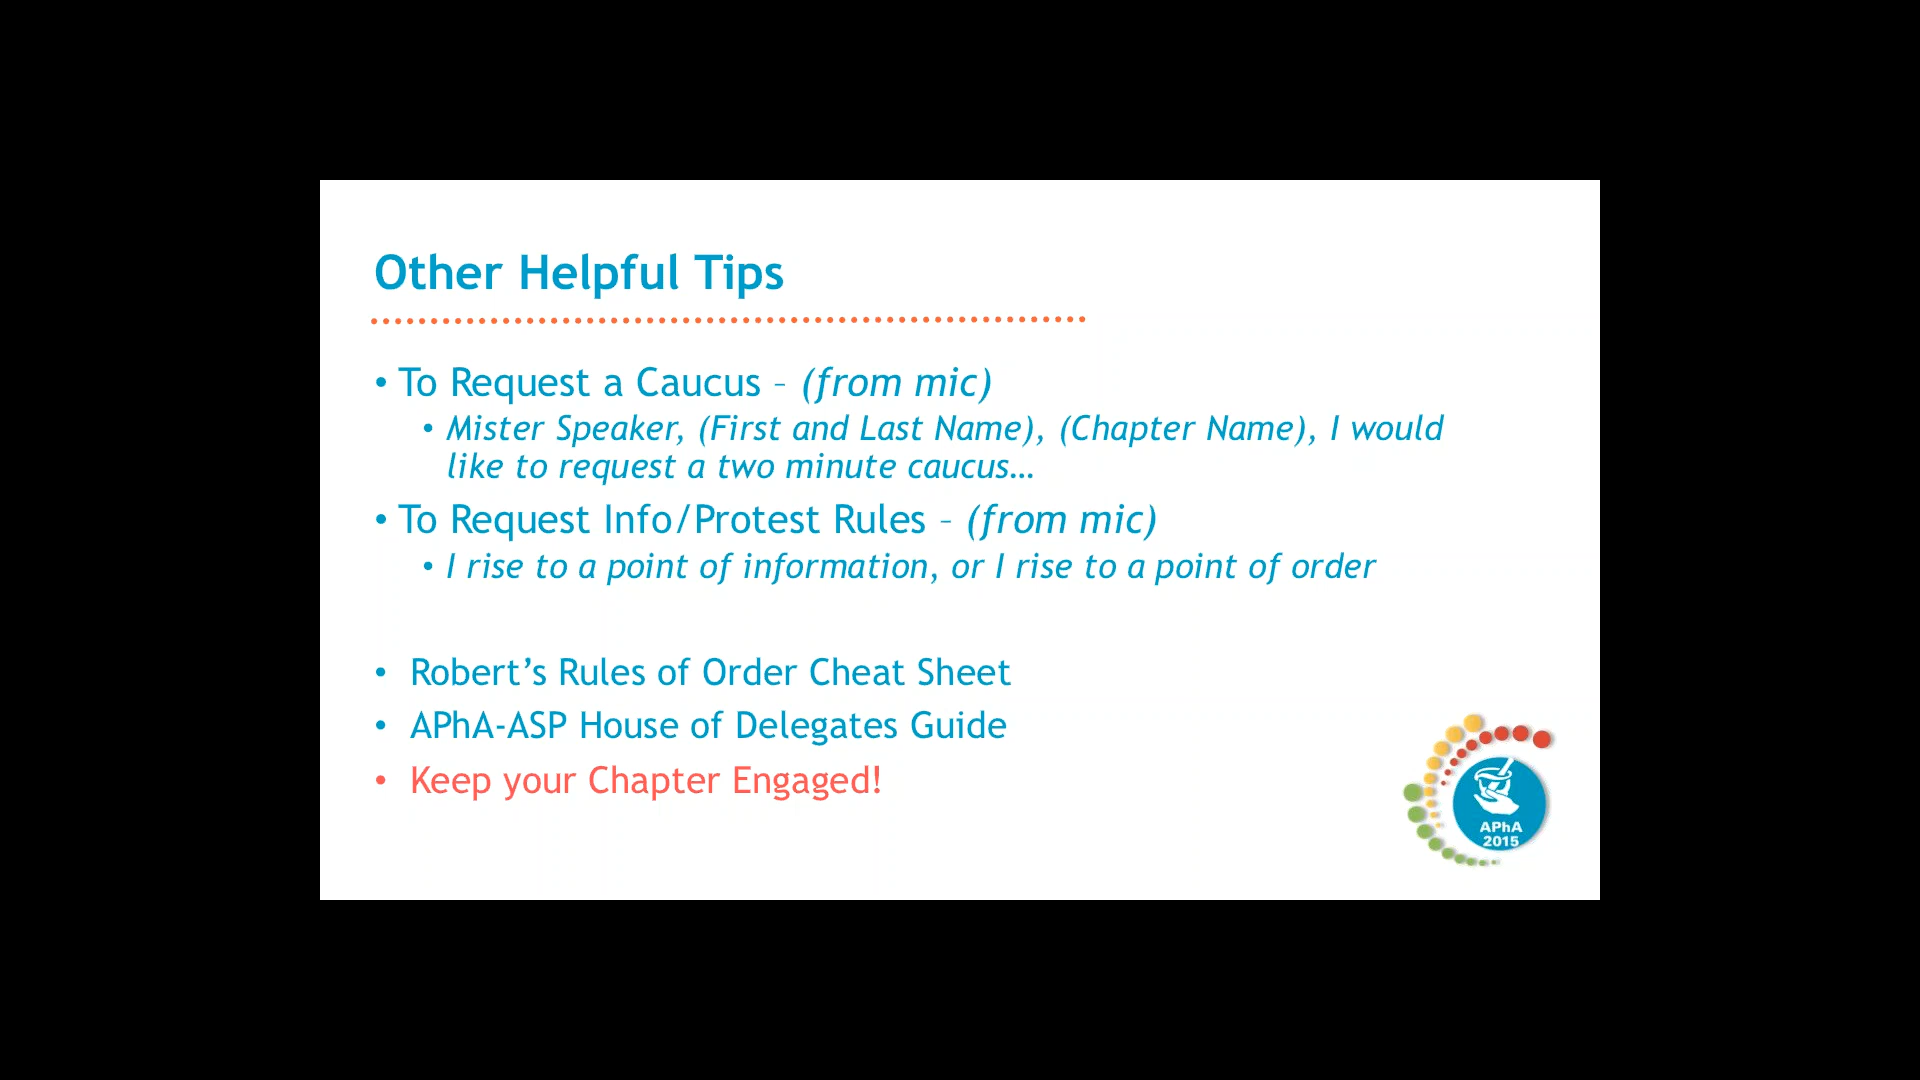 Other Helpful Tips
• To Request a Caucus – (from mic)
• Mister Speaker, (First and Last Name), (Chapter Name), I would
like to request a two minute caucus…
• To Request Info/Protest Rules – (from mic)
• I rise to a point of information, or I rise to a point of order
• Robert’s Rules of Order Cheat Sheet
• APhA-ASP House of Delegates Guide
• Keep your Chapter Engaged!
APhA
2015